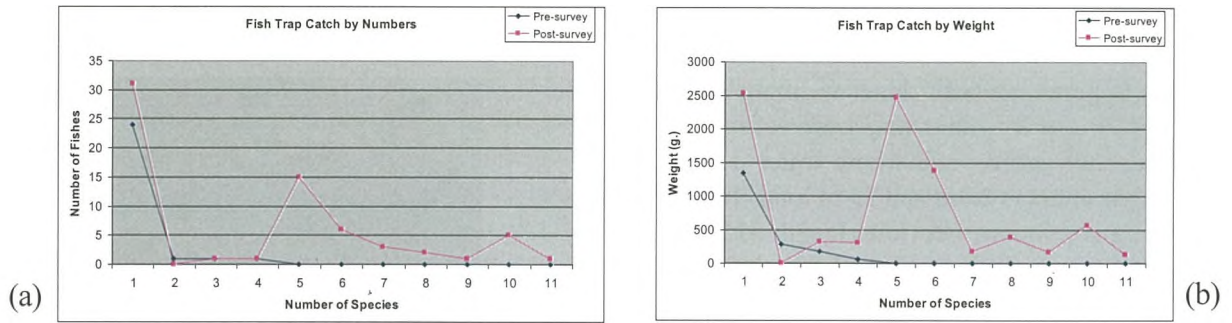 Fish Trap Catch by Numbers
Pre-survey
Post-survey
35
30
25
20
15
10
5
0
Number of Fishes
1 2 3 4 5 6 7 8 9 10 11
Number of Species
(a)
Fish Trap Catch by Weight
Pre-survey
Post-survey
3000
2500
2000
1500
1000
500
0
Weight (g.)
1 2 3 4 5 6 7 8 9 10 11
Number of Species
(b)